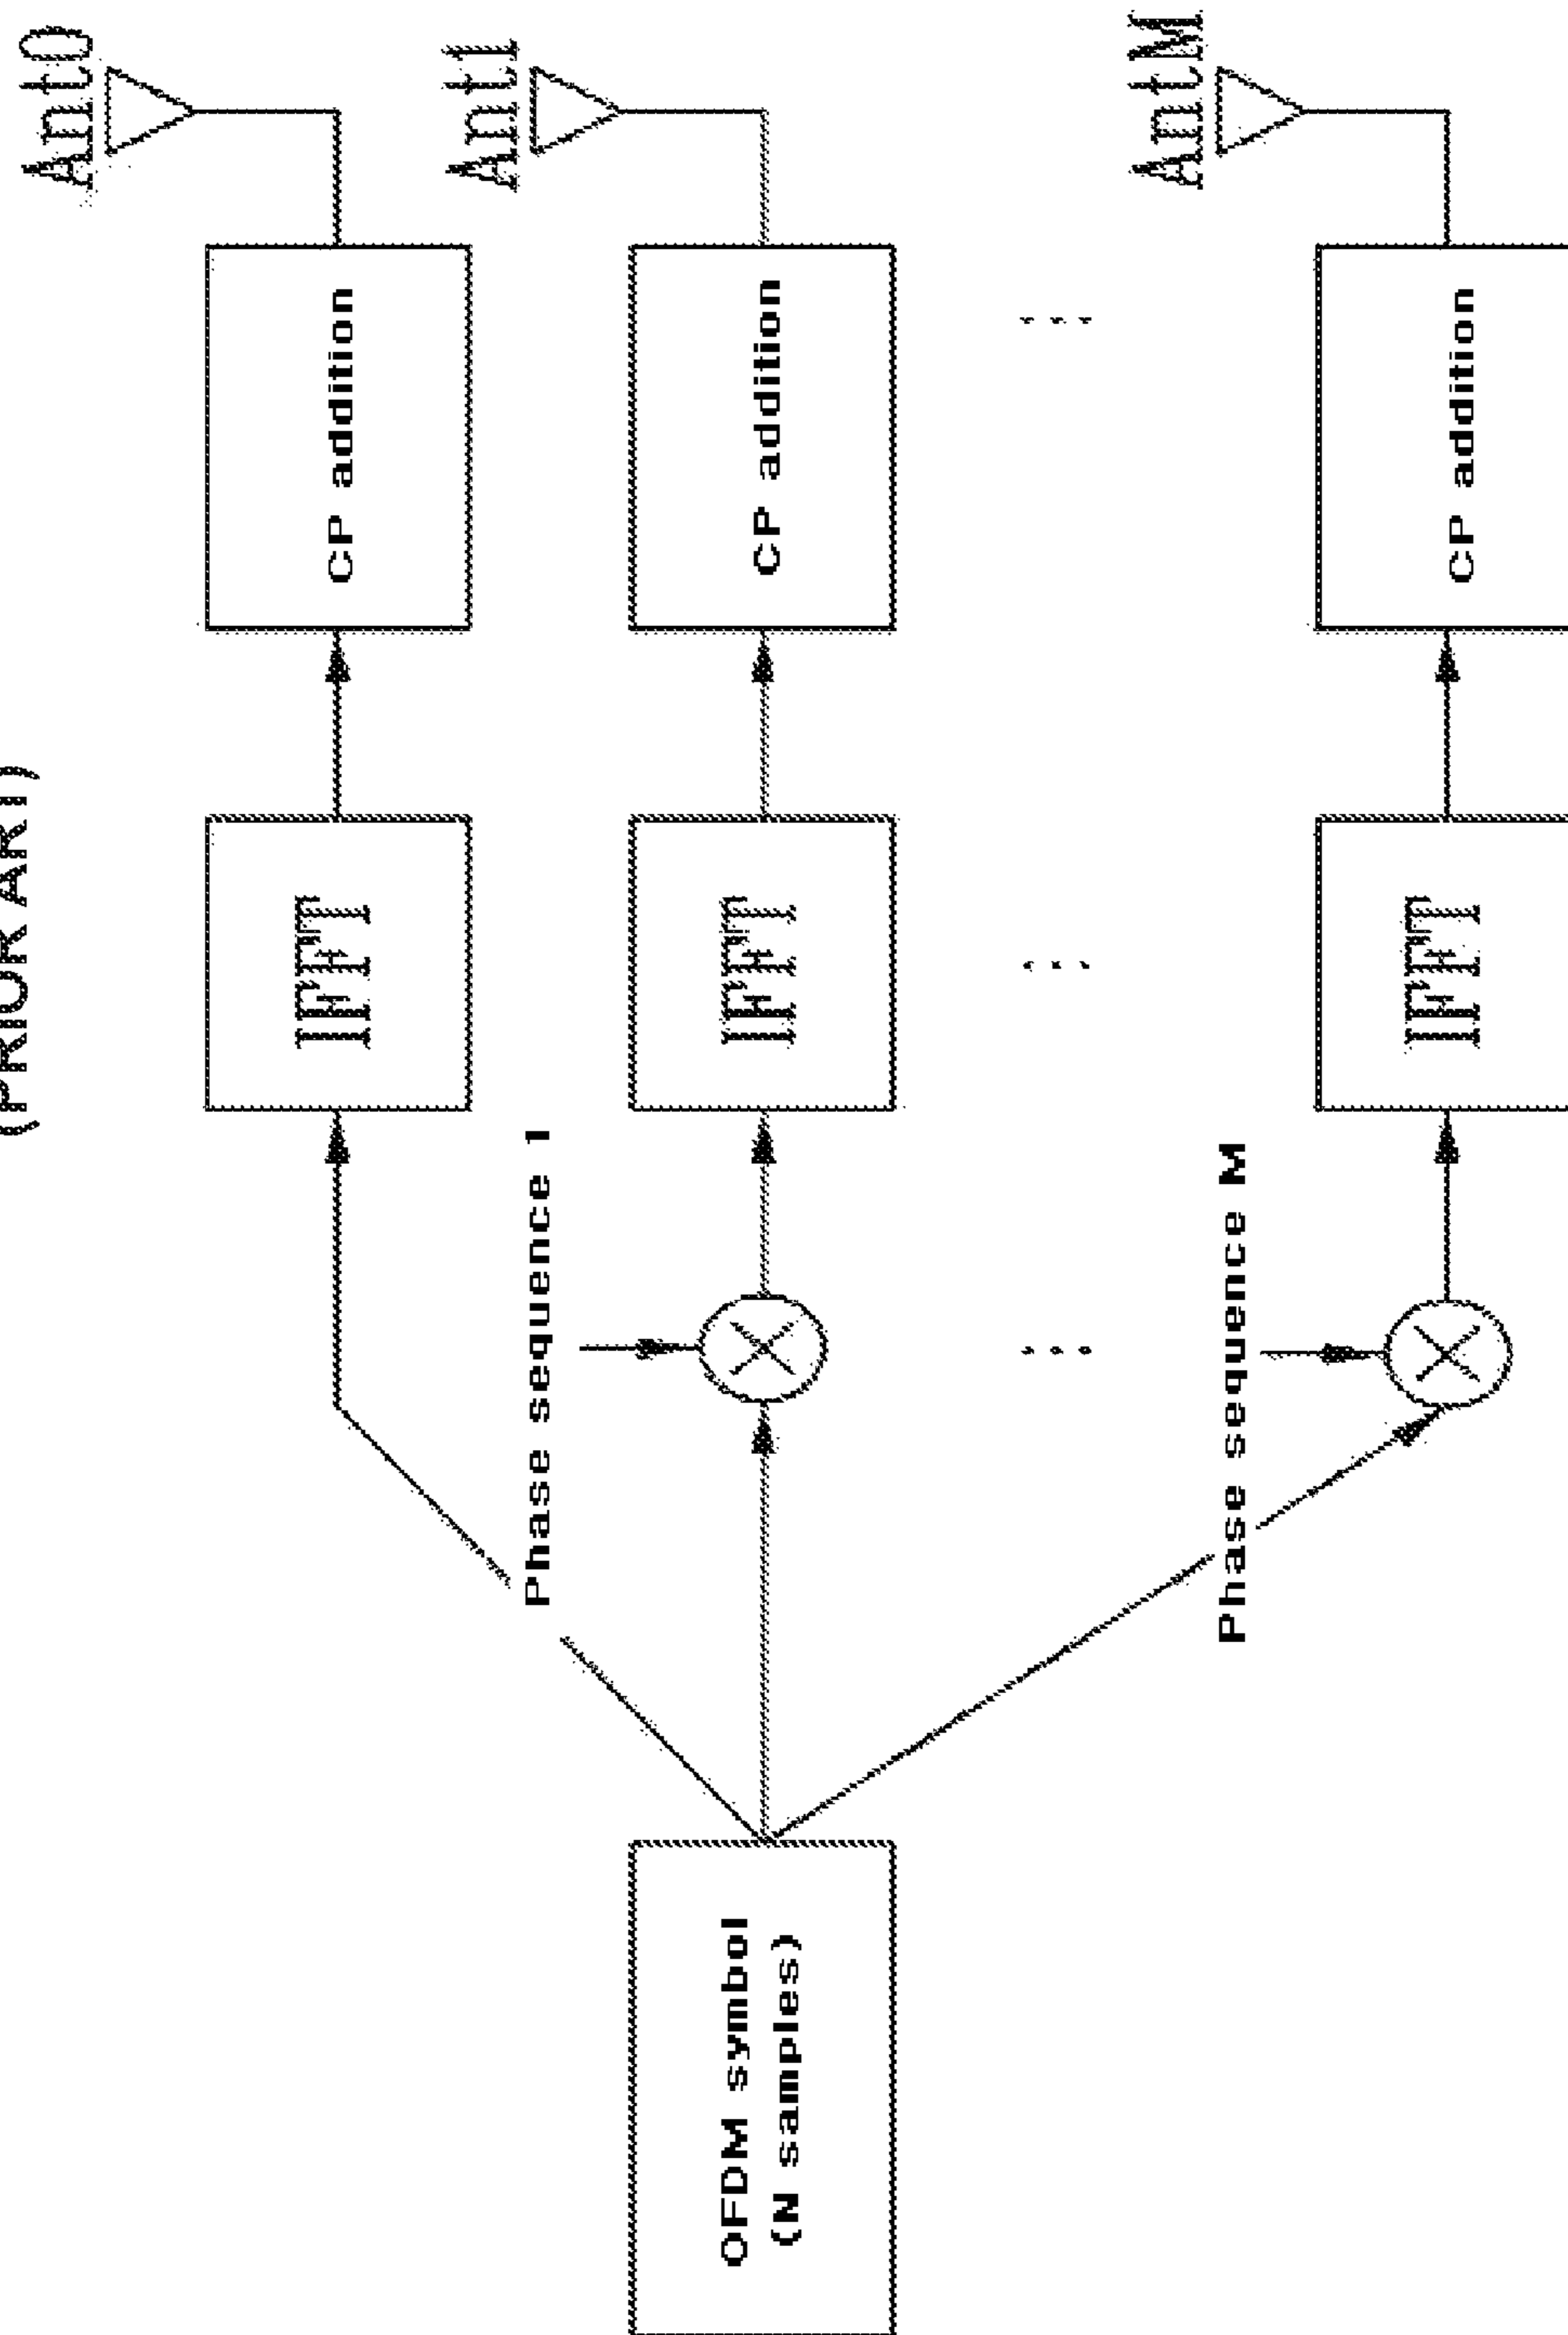 (PRIOR ART)
OFDM symbol
(N samples)
IFFT
CP addition
Ant0
Phase sequence 1
IFFT
CP addition
Ant1
Phase sequence M
IFFT
CP addition
AntM